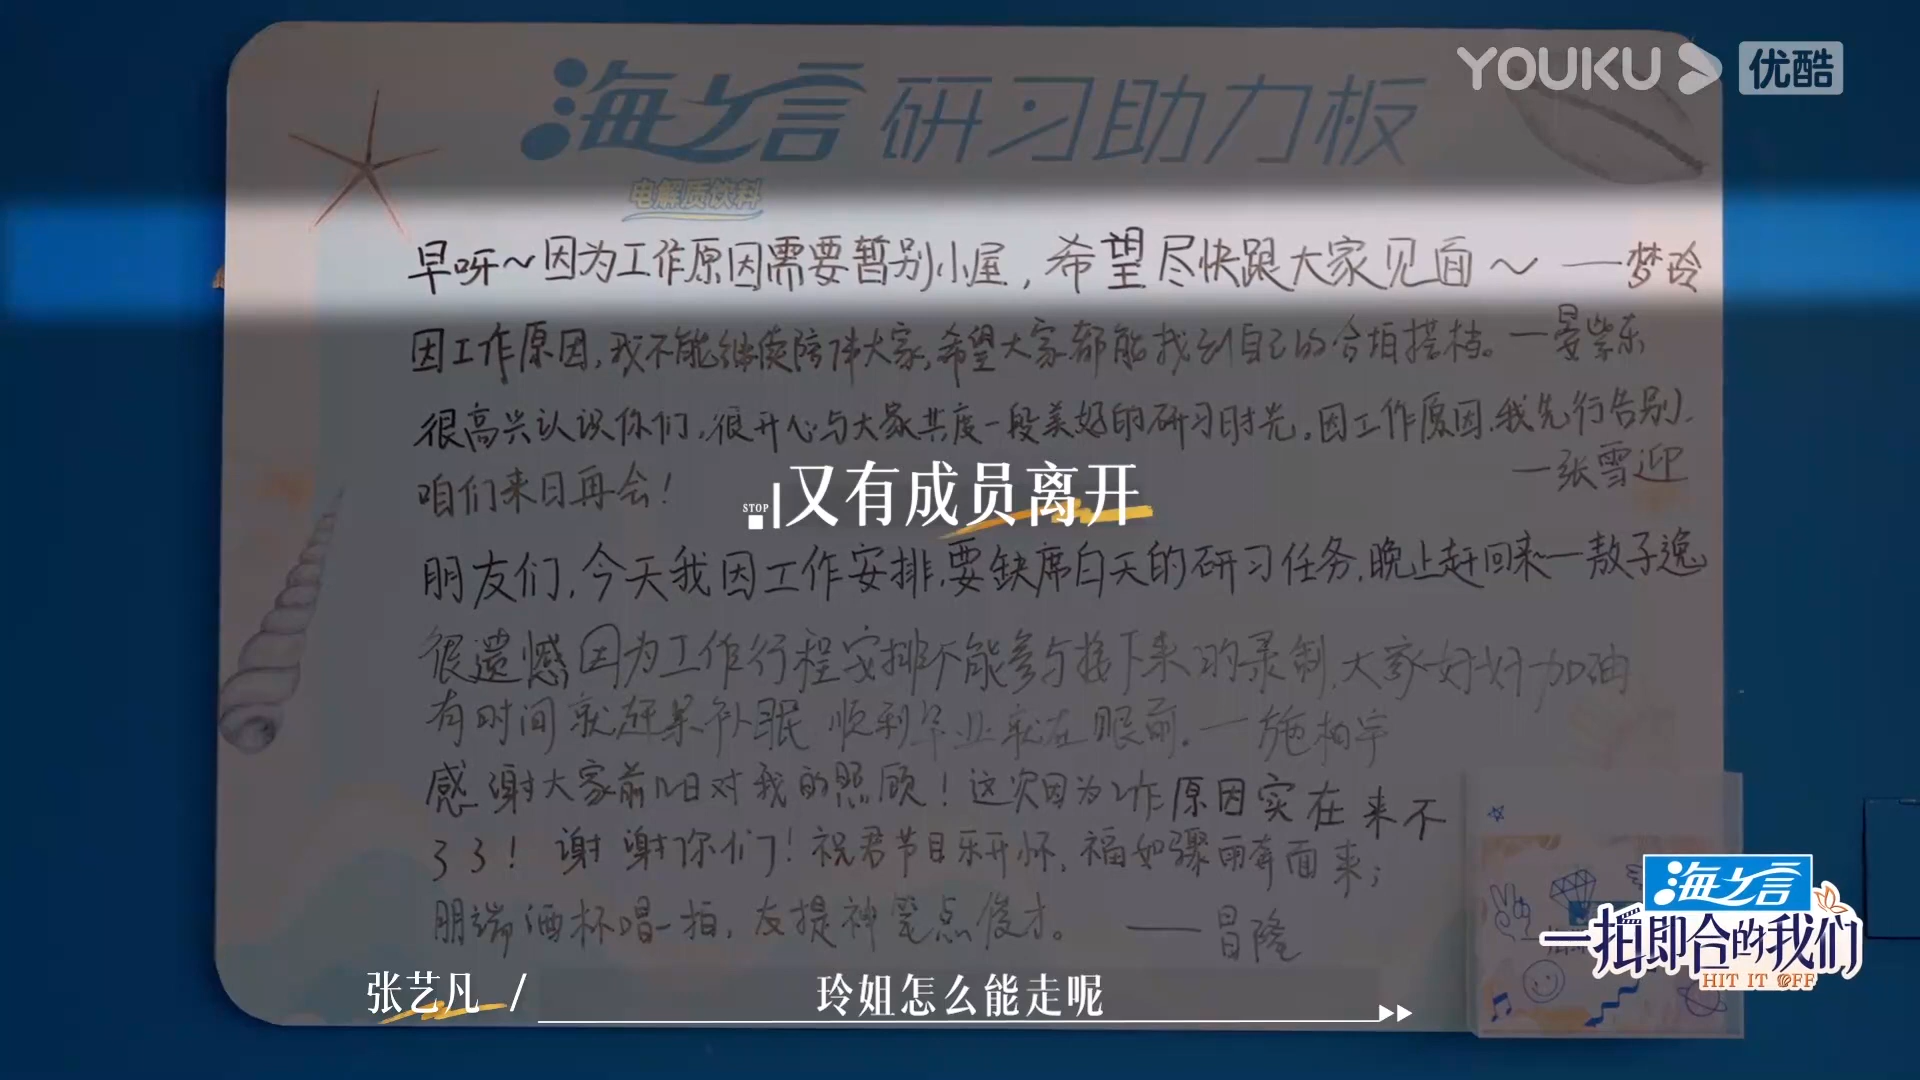 YOUKU 优酷
海之言 研习助力板
电解质饮料
早呀~因为工作原因需要暂别小屋，希望尽快跟大家见面~ ——梦玲
因工作原因，我不能继续陪伴大家，希望大家都能找到自己的合拍搭档。—晏紫东
很高兴认识你们，很开心与大家共度一段美好的研习时光。因工作原因，我先行告别，
咱们来日再会！ —张雪迎
STOP 又有成员离开
朋友们，今天我因工作安排，要缺席白天的研习任务，晚上赶回来~—敖子逸
很遗憾因为工作行程安排不能参与接下来的录制，大家好好加油
有时间就赶紧补眠 顺利毕业就在眼前。—施柏宇
感谢大家前几日对我的照顾！这次因为工作原因实在来不
了了！谢谢你们！祝君节目乐开怀，福如骤雨奔面来；
朋端酒杯唱一拍，友提神笔点俊才。 ——昌隆
张艺凡 / 玲姐怎么能走呢
海之言
一拍即合的我们
HIT IT OFF